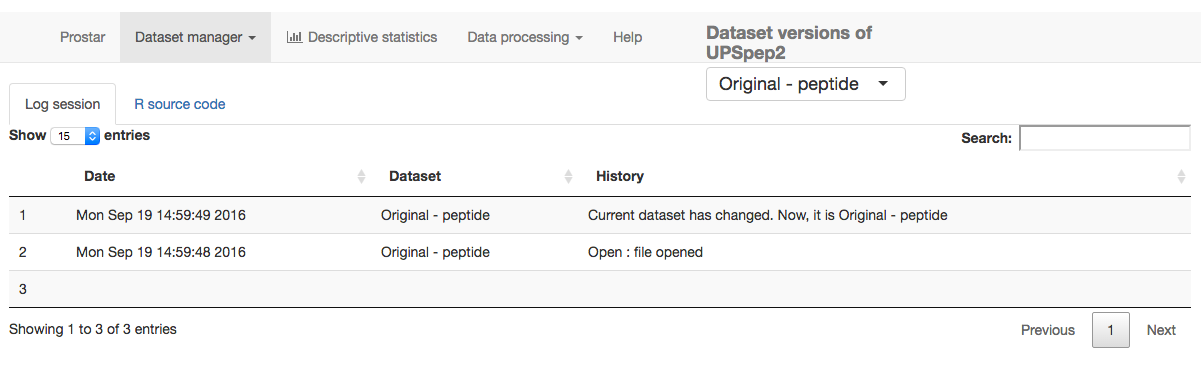 Prostar Dataset manager Descriptive statistics Data processing Help
Dataset versions of
UPSpep2
Original - peptide
Log session R source code
Show 15 entries Search:
Date Dataset History
1 Mon Sep 19 14:59:49 2016 Original - peptide Current dataset has changed. Now, it is Original - peptide
2 Mon Sep 19 14:59:48 2016 Original - peptide Open : file opened
3
Showing 1 to 3 of 3 entries Previous 1 Next